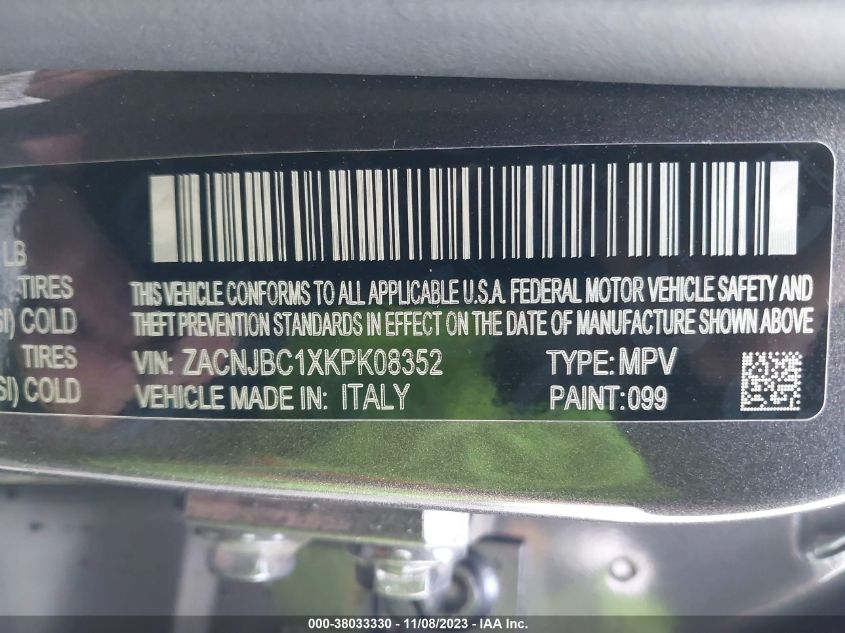 LB
TIRES
THIS VEHICLE CONFORMS TO ALL APPLICABLE U.S.A. FEDERAL MOTOR VEHICLE SAFETY AND
SI) COLD
THEFT PREVENTION STANDARDS IN EFFECT ON THE DATE OF MANUFACTURE SHOWN ABOVE
TIRES
VIN: ZACNJBC1XKPK08352 TYPE: MPV
SI) COLD
VEHICLE MADE IN: ITALY PAINT: 099
000-38033330 - 11/08/2023 - IAA Inc.